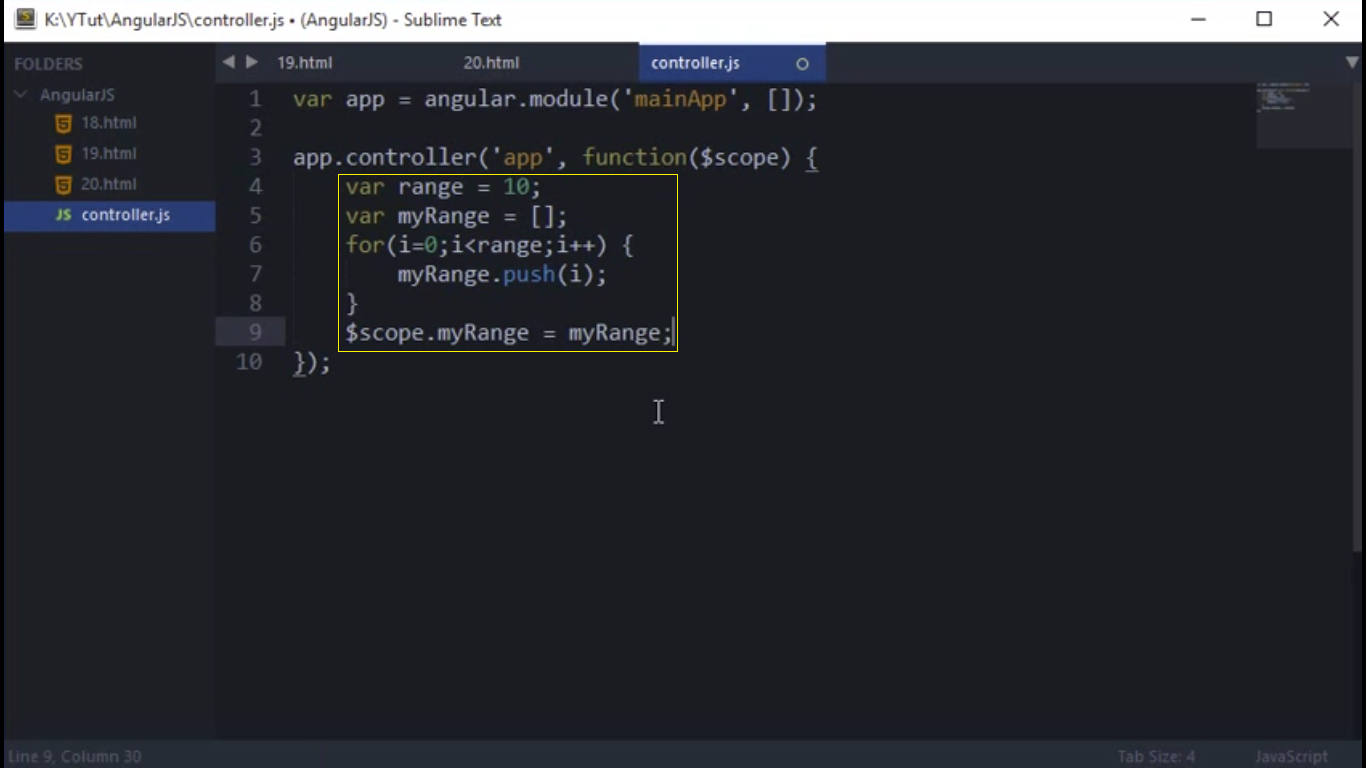 K:\YTut\AngularJS\controller.js • (AngularJS) - Sublime Text
FOLDERS
AngularJS
18.html
19.html
20.html
JS controller.js
19.html 20.html controller.js
1 var app = angular.module('mainApp', []);
2
3 app.controller('app', function($scope) {
4 var range = 10;
5 var myRange = [];
6 for(i=0;i<range;i++) {
7 myRange.push(i);
8 }
9 $scope.myRange = myRange;
10 });
Line 9, Column 30
Tab Size: 4
JavaScript